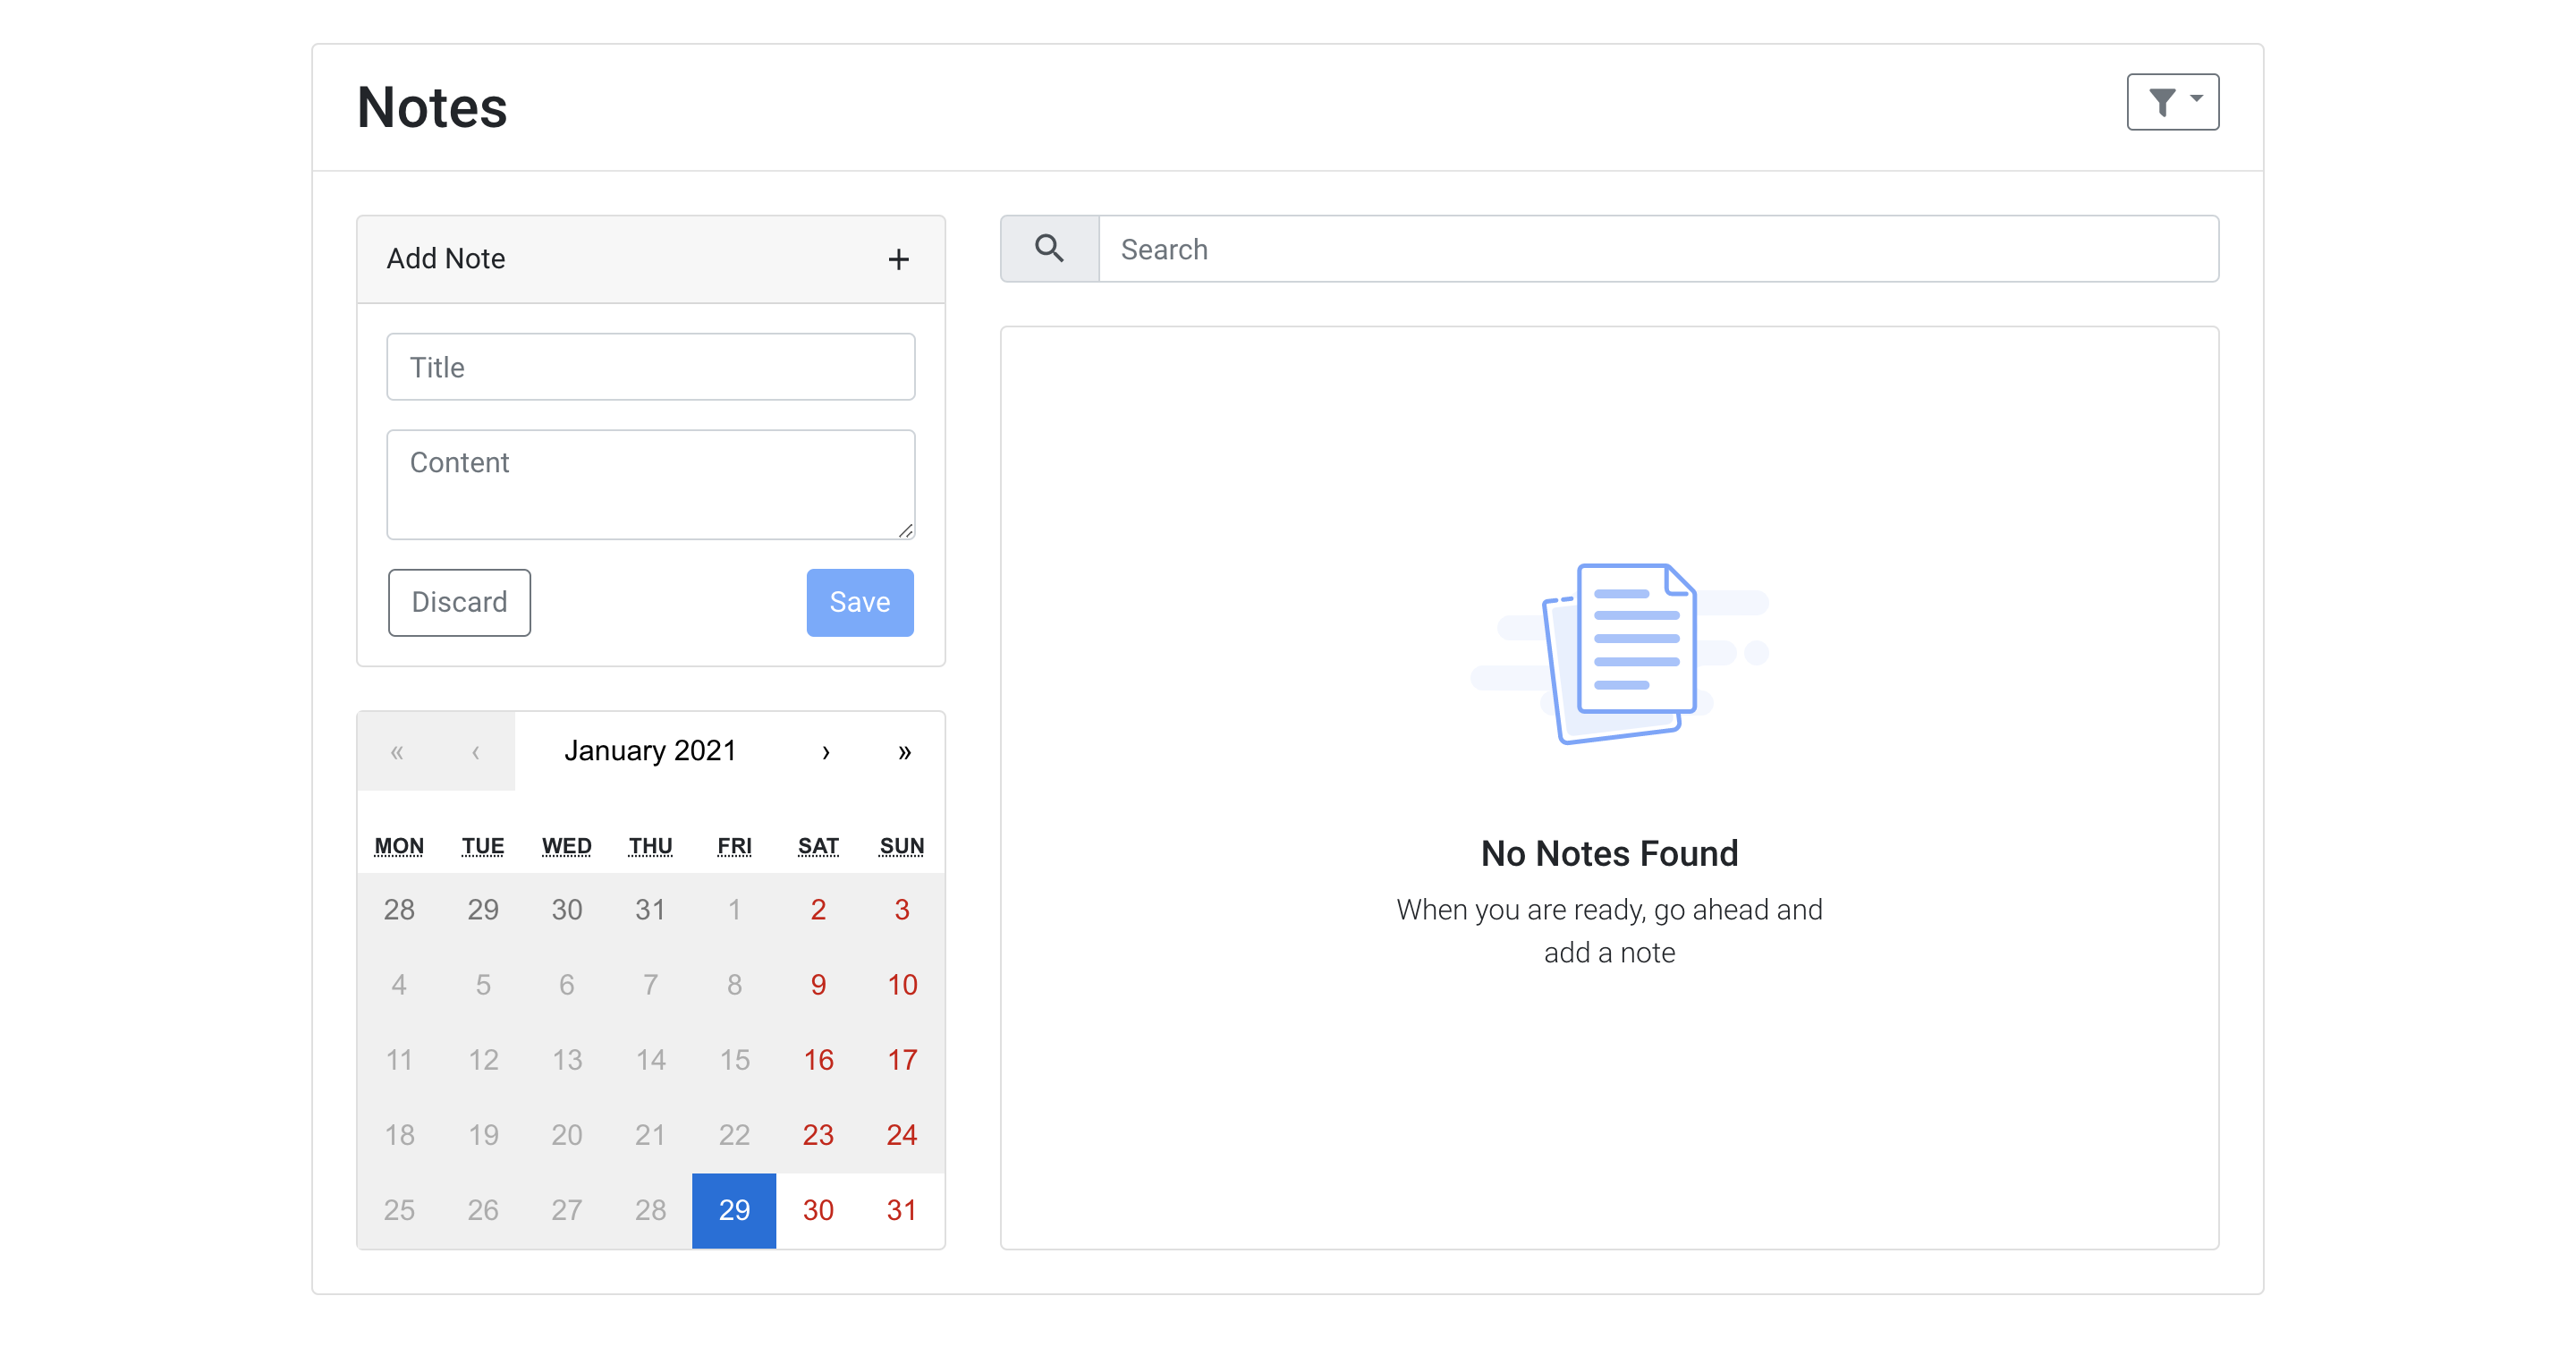 Notes
Add Note +
Title
Content
Discard Save
« ‹ January 2021 › »
MON TUE WED THU FRI SAT SUN
28 29 30 31 1 2 3
4 5 6 7 8 9 10
11 12 13 14 15 16 17
18 19 20 21 22 23 24
25 26 27 28 29 30 31
Search
No Notes Found
When you are ready, go ahead and
add a note